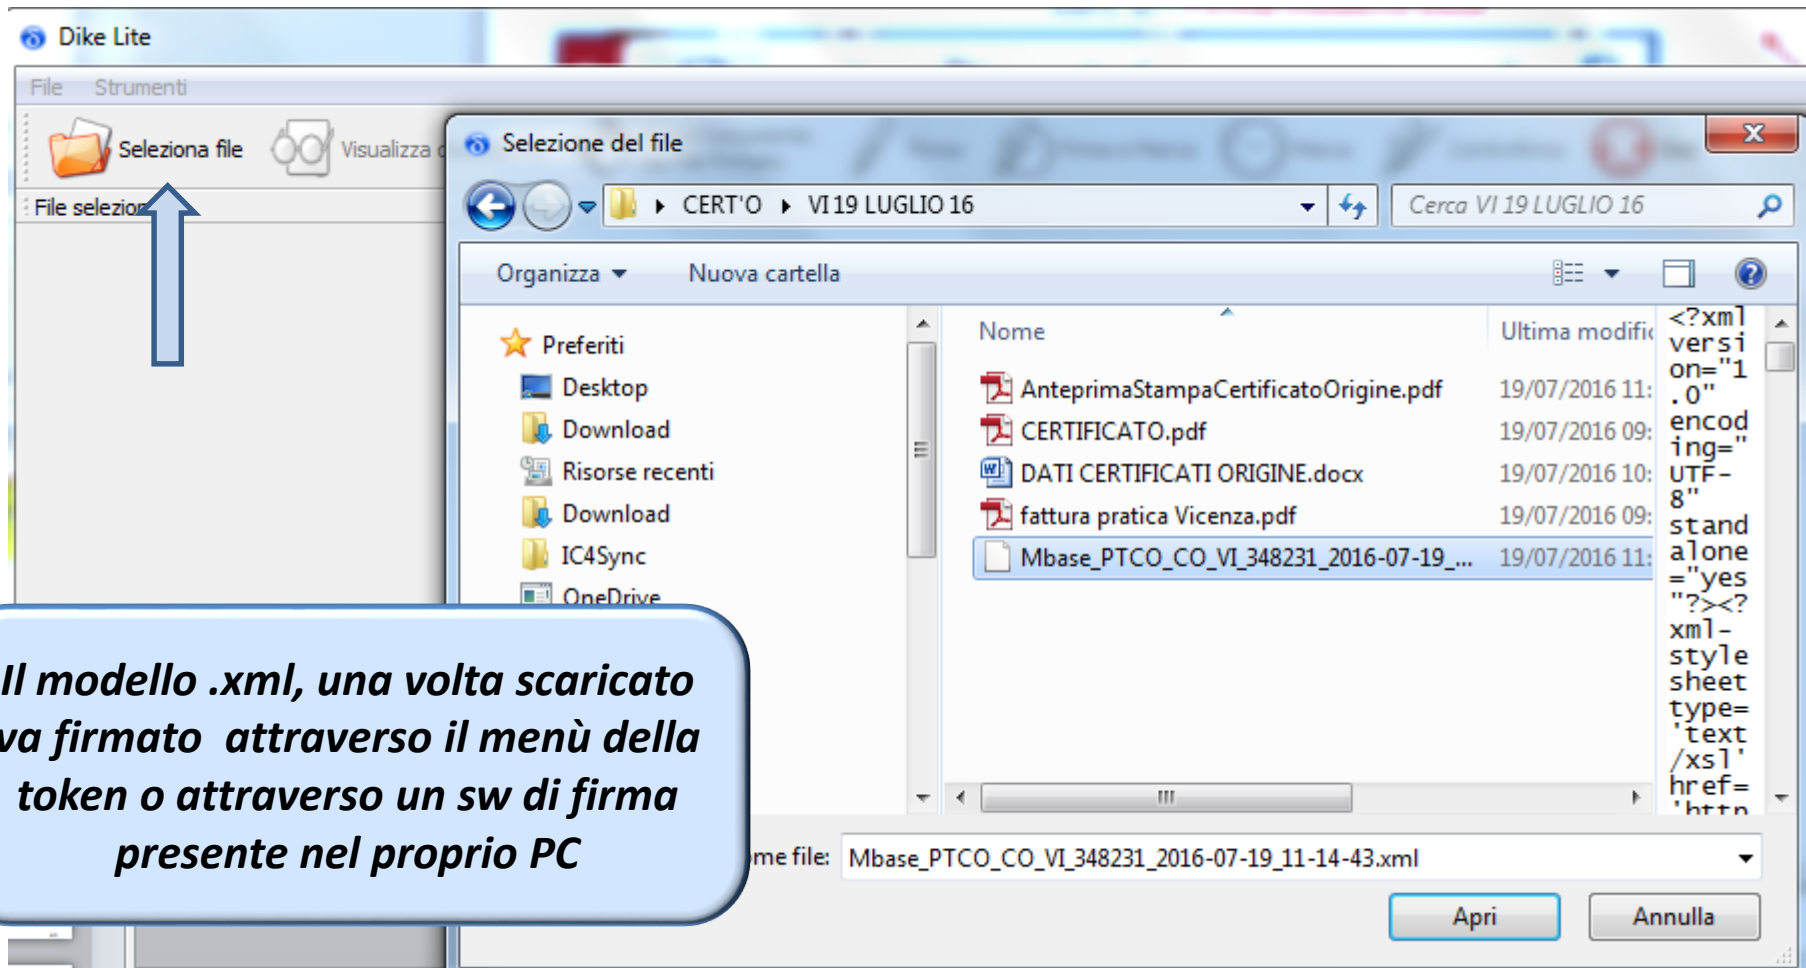 Dike Lite
File Strumenti
Seleziona file Visualizza
File selezion
Selezione del file
CERT'O VI 19 LUGLIO 16
Cerca VI 19 LUGLIO 16
Organizza Nuova cartella
Preferiti
Desktop
Download
Risorse recenti
Download
IC4Sync
OneDrive
Nome Ultima modific
AnteprimaStampaCertificatoOrigine.pdf 19/07/2016 11:
CERTIFICATO.pdf 19/07/2016 09:
DATI CERTIFICATI ORIGINE.docx 19/07/2016 10:
fattura pratica Vicenza.pdf 19/07/2016 09:
Mbase_PTCO_CO_VI_348231_2016-07-19_... 19/07/2016 11:
<?xml
versi
on="1
.0"
encod
ing="
UTF-
8"
stand
alone
="yes
"?><?
xml-
style
sheet
type=
'text
/xsl'
href=
'http
Il modello .xml, una volta scaricato
va firmato attraverso il menù della
token o attraverso un sw di firma
presente nel proprio PC
ome file: Mbase_PTCO_CO_VI_348231_2016-07-19_11-14-43.xml
Apri Annulla